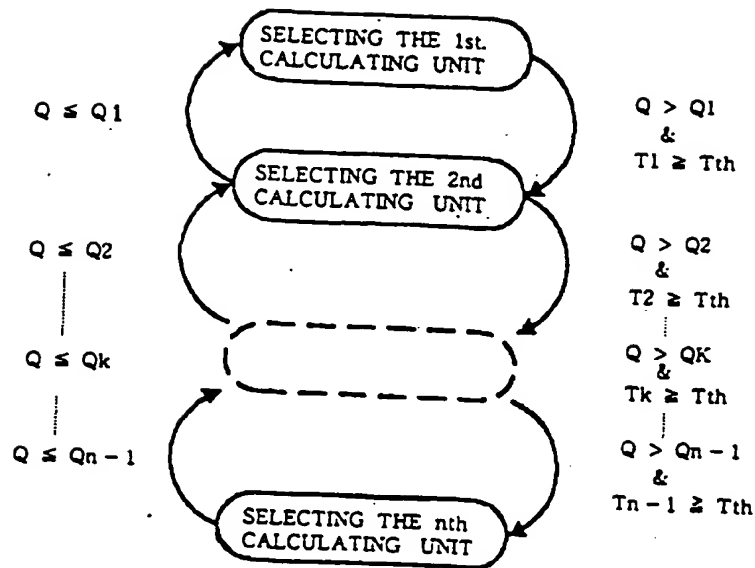 SELECTING THE 1st.
CALCULATING UNIT
Q ≦ Q1
Q > Q1
&
T1 ≧ Tth
SELECTING THE 2nd
CALCULATING UNIT
Q ≦ Q2
Q > Q2
&
T2 ≧ Tth
Q ≦ Qk
Q > QK
&
Tk ≧ Tth
Q ≦ Qn-1
Q > Qn-1
&
Tn-1 ≧ Tth
SELECTING THE nth
CALCULATING UNIT